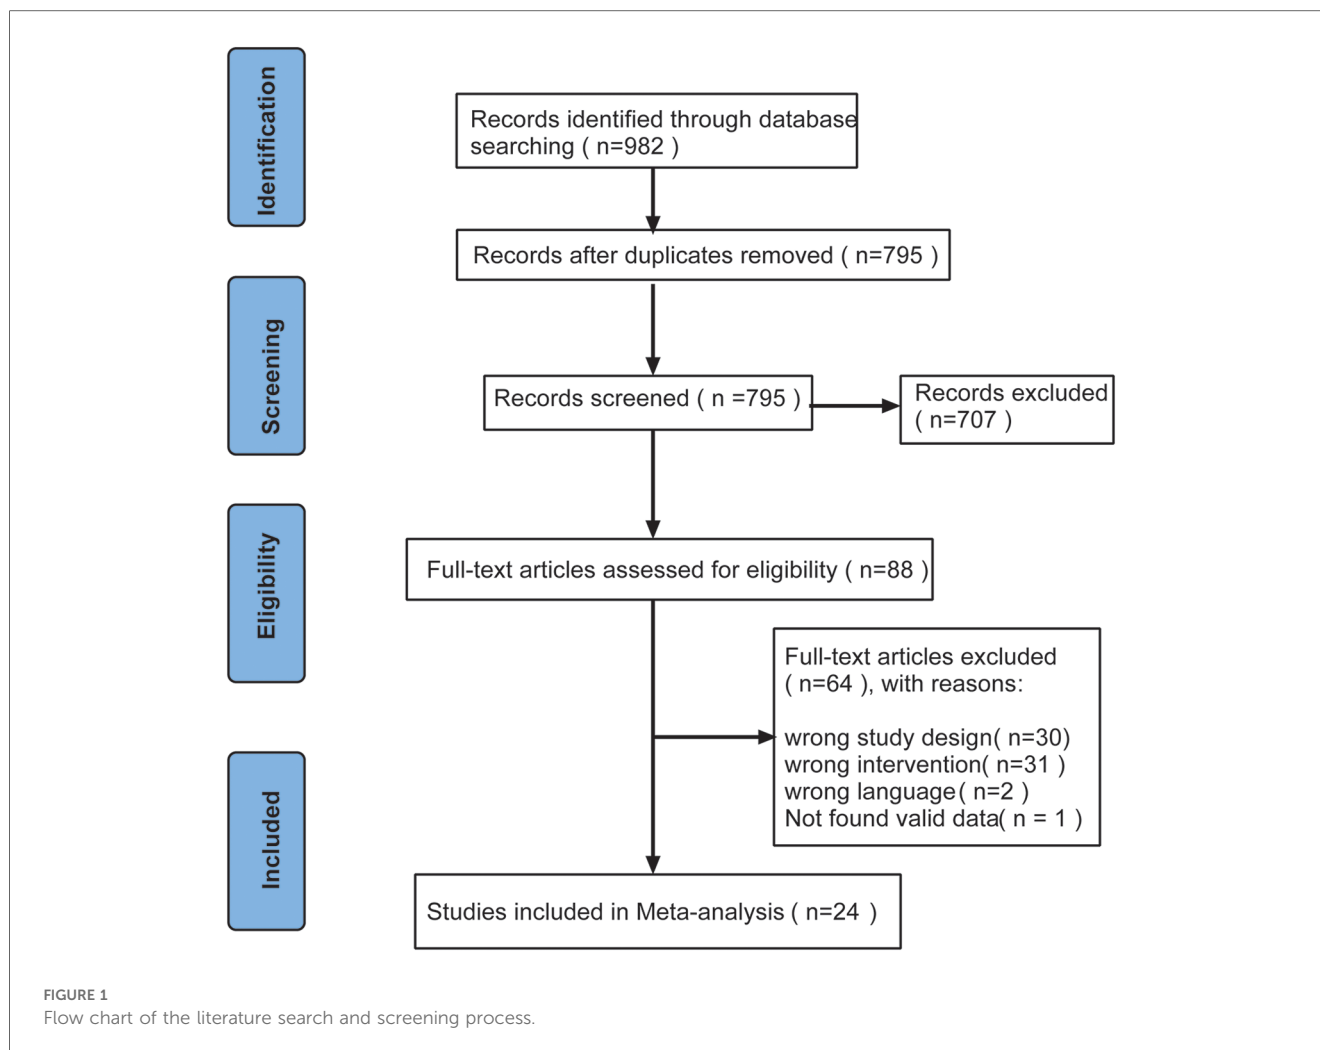 Identification
Records identified through database
searching ( n=982 )
Records after duplicates removed ( n=795 )
Screening
Records screened ( n =795 )
Records excluded
( n=707 )
Eligibility
Full-text articles assessed for eligibility ( n=88 )
Full-text articles excluded
( n=64 ), with reasons:
wrong study design( n=30)
wrong intervention( n=31 )
wrong language( n=2 )
Not found valid data( n = 1 )
Included
Studies included in Meta-analysis ( n=24 )
FIGURE 1
Flow chart of the literature search and screening process.